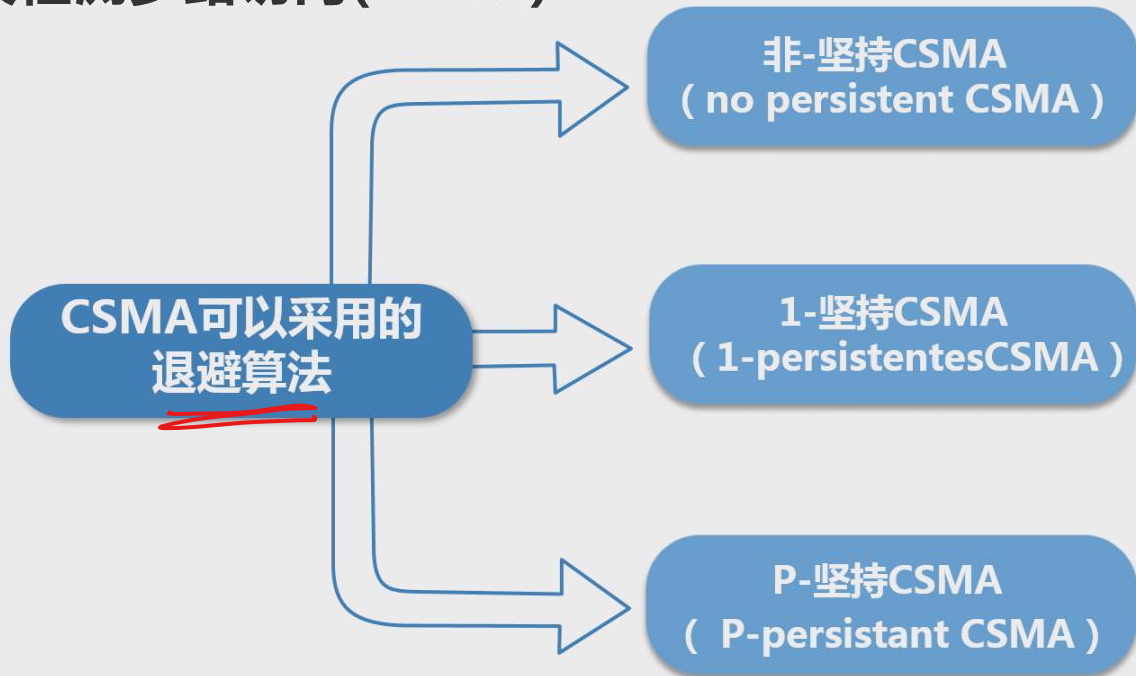 非-坚持CSMA
( no persistent CSMA )
CSMA可以采用的
退避算法
1-坚持CSMA
( 1-persistentesCSMA )
P-坚持CSMA
( P-persistant CSMA )